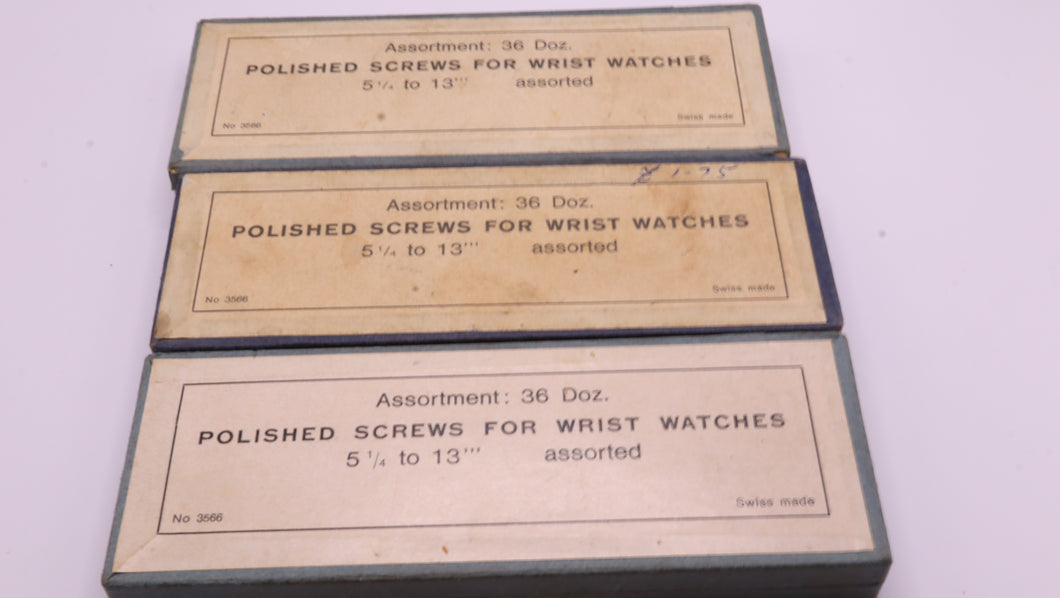 Assortment: 36 Doz.
POLISHED SCREWS FOR WRIST WATCHES
5 1/4 to 13''' assorted
No 3566 Swiss made
1-75
Assortment: 36 Doz.
POLISHED SCREWS FOR WRIST WATCHES
5 1/4 to 13''' assorted
No 3566 Swiss made
Assortment: 36 Doz.
POLISHED SCREWS FOR WRIST WATCHES
5 1/4 to 13''' assorted
No 3566 Swiss made